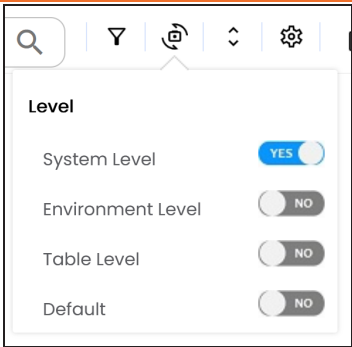 Level
System Level YES
Environment Level NO
Table Level NO
Default NO